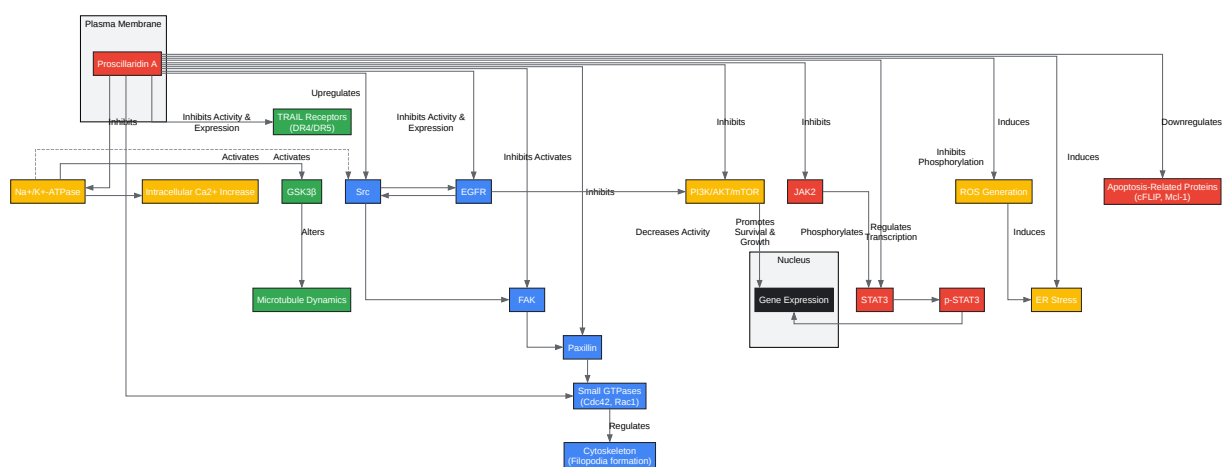 Plasma Membrane
Proscillaridin A
Upregulates
Inhibits
Inhibits Activity &
Expression
TRAIL Receptors
(DR4/DR5)
Inhibits Activity &
Expression
Inhibits
Inhibits
Induces
Downregulates
Activates
Activates
Inhibits Activates
Inhibits
Phosphorylation
Induces
Na+/K+-ATPase
Intracellular Ca2+ Increase
GSK3β
Src
EGFR
Inhibits
PI3K/AKT/mTOR
JAK2
ROS Generation
Apoptosis-Related Proteins
(cFLIP, Mcl-1)
Alters
Decreases Activity
Promotes
Survival &
Growth
Phosphorylates
Regulates
Transcription
Induces
Nucleus
Microtubule Dynamics
FAK
Gene Expression
STAT3
p-STAT3
ER Stress
Paxillin
Small GTPases
(Cdc42, Rac1)
Regulates
Cytoskeleton
(Filopodia formation)